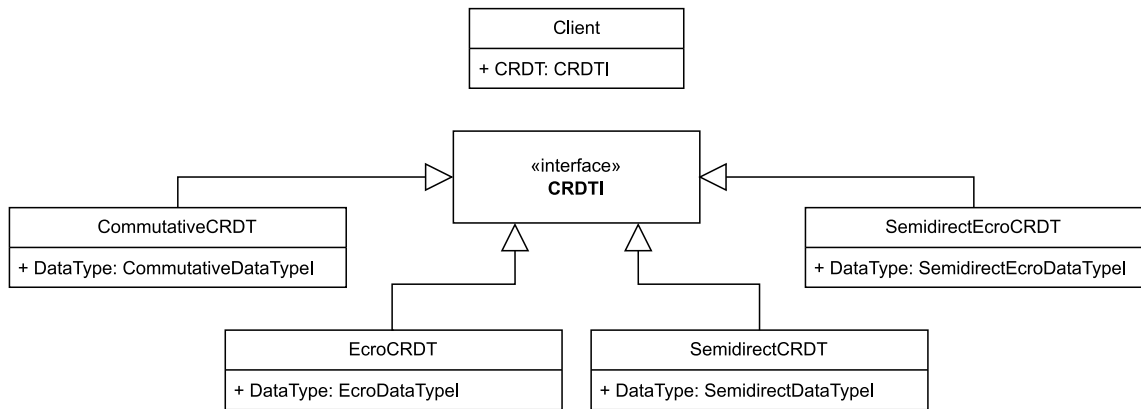 Client
+ CRDT: CRDTI
«interface»
CRDTI
CommutativeCRDT
+ DataType: CommutativeDataTypeI
SemidirectEcroCRDT
+ DataType: SemidirectEcroDataTypeI
EcroCRDT
+ DataType: EcroDataTypeI
SemidirectCRDT
+ DataType: SemidirectDataTypeI